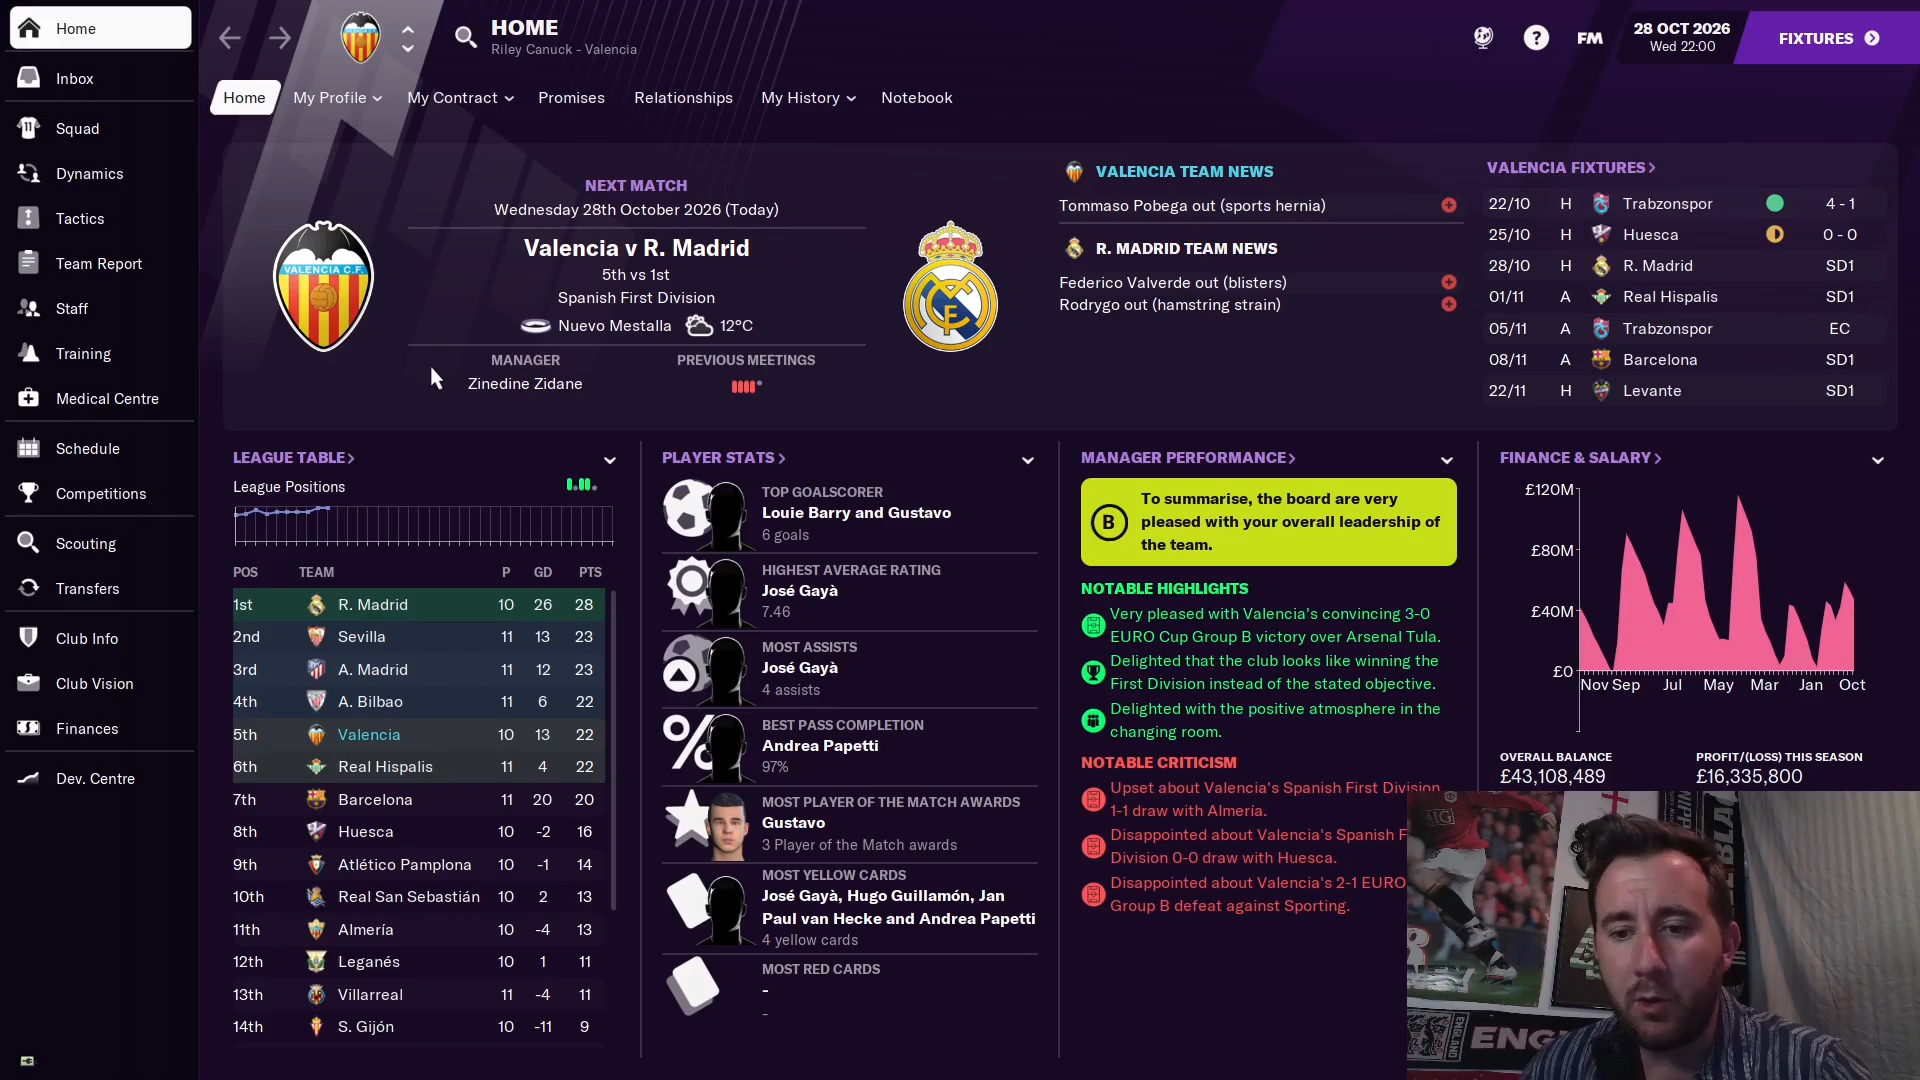 Home
Inbox
Squad
Dynamics
Tactics
Team Report
Staff
Training
Medical Centre
Schedule
Competitions
Scouting
Transfers
Club Info
Club Vision
Finances
Dev. Centre
HOME
Riley Canuck - Valencia
FM
28 OCT 2026
Wed 22:00
FIXTURES
Home
My Profile
My Contract
Promises
Relationships
My History
Notebook
NEXT MATCH
Wednesday 28th October 2026 (Today)
Valencia v R. Madrid
5th vs 1st
Spanish First Division
Nuevo Mestalla 12°C
MANAGER
Zinedine Zidane
PREVIOUS MEETINGS
VALENCIA C.F.
VALENCIA TEAM NEWS
Tommaso Pobega out (sports hernia)
R. MADRID TEAM NEWS
Federico Valverde out (blisters)
Rodrygo out (hamstring strain)
VALENCIA FIXTURES
22/10 H Trabzonspor 4 - 1
25/10 H Huesca 0 - 0
28/10 H R. Madrid SD1
01/11 A Real Hispalis SD1
05/11 A Trabzonspor EC
08/11 A Barcelona SD1
22/11 H Levante SD1
LEAGUE TABLE
League Positions
POS TEAM P GD PTS
1st R. Madrid 10 26 28
2nd Sevilla 11 13 23
3rd A. Madrid 11 12 23
4th A. Bilbao 11 6 22
5th Valencia 10 13 22
6th Real Hispalis 11 4 22
7th Barcelona 11 20 20
8th Huesca 10 -2 16
9th Atlético Pamplona 10 -1 14
10th Real San Sebastián 10 2 13
11th Almería 10 -4 13
12th Leganés 10 1 11
13th Villarreal 11 -4 11
14th S. Gijón 10 -11 9
PLAYER STATS
TOP GOALSCORER
Louie Barry and Gustavo
6 goals
HIGHEST AVERAGE RATING
José Gayà
7.46
MOST ASSISTS
José Gayà
4 assists
BEST PASS COMPLETION
Andrea Papetti
97%
MOST PLAYER OF THE MATCH AWARDS
Gustavo
3 Player of the Match awards
MOST YELLOW CARDS
José Gayà, Hugo Guillamón, Jan
Paul van Hecke and Andrea Papetti
4 yellow cards
MOST RED CARDS
-
-
MANAGER PERFORMANCE
B
To summarise, the board are very
pleased with your overall leadership of
the team.
NOTABLE HIGHLIGHTS
Very pleased with Valencia's convincing 3-0
EURO Cup Group B victory over Arsenal Tula.
Delighted that the club looks like winning the
First Division instead of the stated objective.
Delighted with the positive atmosphere in the
changing room.
NOTABLE CRITICISM
Upset about Valencia's Spanish First Division
1-1 draw with Almería.
Disappointed about Valencia's Spanish F
Division 0-0 draw with Huesca.
Disappointed about Valencia's 2-1 EURO
Group B defeat against Sporting.
FINANCE & SALARY
£120M
£80M
£40M
£0
Nov Sep Jul May Mar Jan Oct
OVERALL BALANCE
£43,108,489
PROFIT/(LOSS) THIS SEASON
£16,335,800
AIG
ENGLAND
ENG